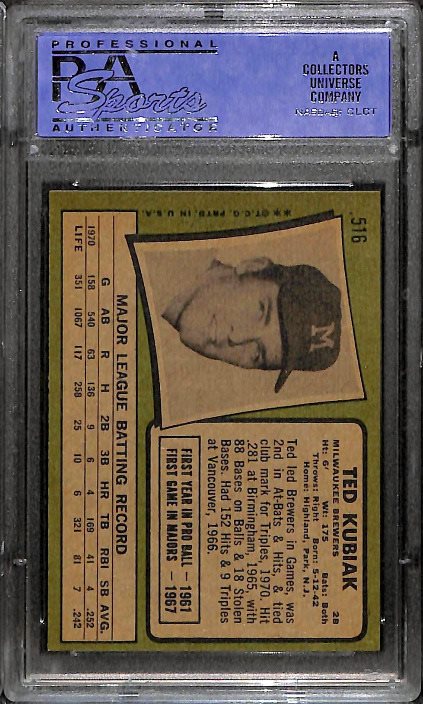 PROFESSIONAL
PSA
Sports
AUTHENTICATOR
A
COLLECTORS
UNIVERSE
COMPANY
NASDAQ: CLCT
516
TED KUBIAK
MILWAUKEE BREWERS 2B
Ht: 6' Wt: 175 Bats: Both
Throws: Right Born: 5-12-42
Home: Highland, Park, N.J.
Ted led Brewers in Games, was
2nd in At-Bats & Hits, & tied
club mark for Triples, 1970. Hit
.281 at Birmingham, 1965, with
88 Bases on Balls & 18 Stolen
Bases. Had 152 Hits & 9 Triples
at Vancouver, 1966.
FIRST YEAR IN PRO BALL — 1961
FIRST GAME IN MAJORS — 1967
M
** © T.C.G. PRTD. IN U.S.A.
MAJOR LEAGUE BATTING RECORD
G AB R H 2B 3B HR TB RBI SB AVG.
1970 158 540 63 136 9 6 4 169 41 4 .252
LIFE 351 1067 117 258 25 10 6 321 81 7 .242